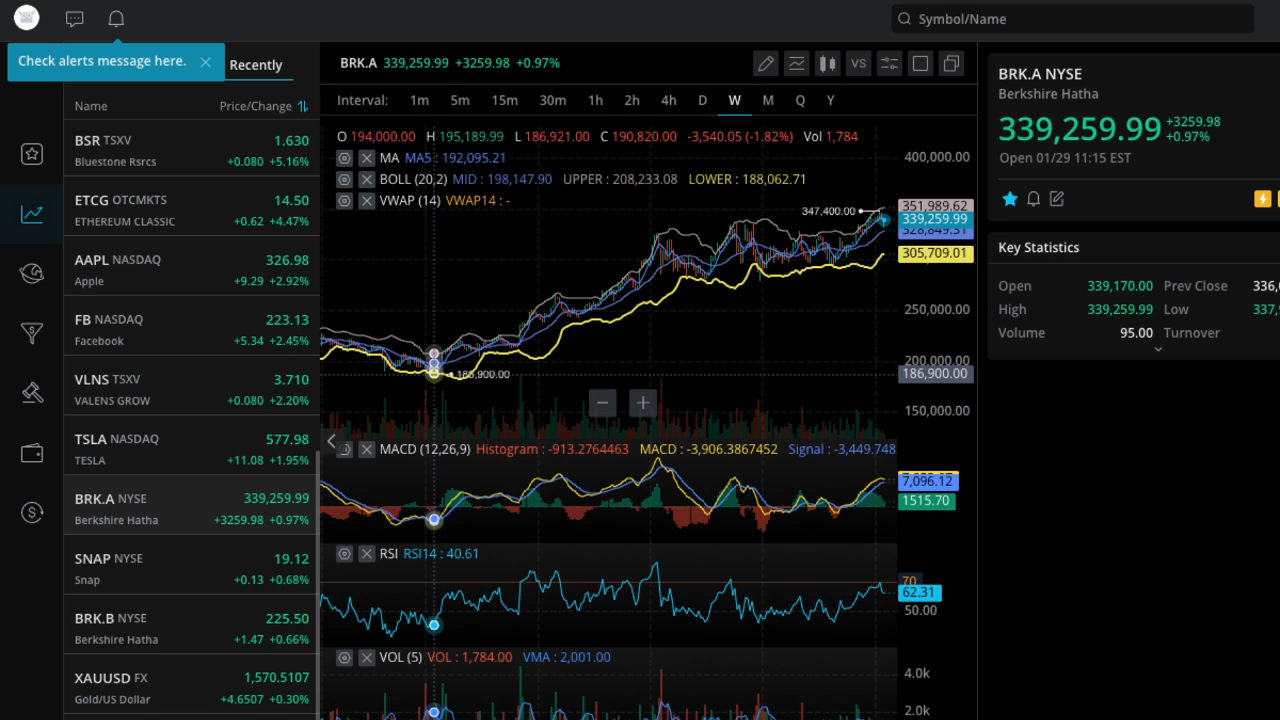 Symbol/Name
Check alerts message here.
Recently
Name Price/Change
BSR TSXV 1.630
Bluestone Rsrcs +0.080 +5.16%
ETCG OTCMKTS 14.50
ETHEREUM CLASSIC +0.62 +4.47%
AAPL NASDAQ 326.98
Apple +9.29 +2.92%
FB NASDAQ 223.13
Facebook +5.34 +2.45%
VLNS TSXV 3.710
VALENS GROW +0.080 +2.20%
TSLA NASDAQ 577.98
TESLA +11.08 +1.95%
BRK.A NYSE 339,259.99
Berkshire Hatha +3259.98 +0.97%
SNAP NYSE 19.12
Snap +0.13 +0.68%
BRK.B NYSE 225.50
Berkshire Hatha +1.47 +0.66%
XAUUSD FX 1,570.5107
Gold/US Dollar +4.6507 +0.30%
BRK.A 339,259.99 +3259.98 +0.97%
VS
Interval: 1m 5m 15m 30m 1h 2h 4h D W M Q Y
O 194,000.00 H 195,189.99 L 186,921.00 C 190,820.00 -3,540.05 (-1.82%) Vol 1,784
MA MA5 : 192,095.21
BOLL (20,2) MID : 198,147.90 UPPER : 208,233.08 LOWER : 188,062.71
VWAP (14) VWAP14 : -
400,000.00
347,400.00
351,989.62
339,259.99
305,709.01
250,000.00
200,000.00
186,900.00
150,000.00
MACD (12,26,9) Histogram : -913.2764463 MACD : -3,906.3867452 Signal : -3,449.748
7,096.12
1515.70
RSI RSI14 : 40.61
70
62.31
50.00
VOL (5) VOL : 1,784.00 VMA : 2,001.00
4.0k
2.0k
BRK.A NYSE
Berkshire Hatha
339,259.99 +3259.98
+0.97%
Open 01/29 11:15 EST
Key Statistics
Open 339,170.00 Prev Close 336,0
High 339,259.99 Low 337,
Volume 95.00 Turnover